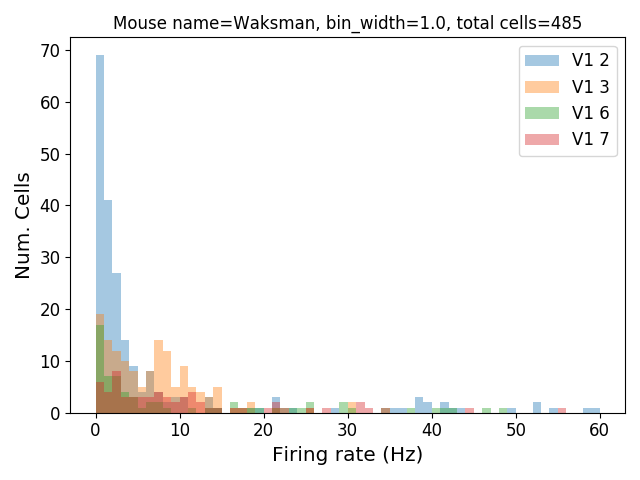 Mouse name=Waksman, bin_width=1.0, total cells=485
70
60
50
40
30
20
10
0
Num. Cells
V1 2
V1 3
V1 6
V1 7
0 10 20 30 40 50 60
Firing rate (Hz)